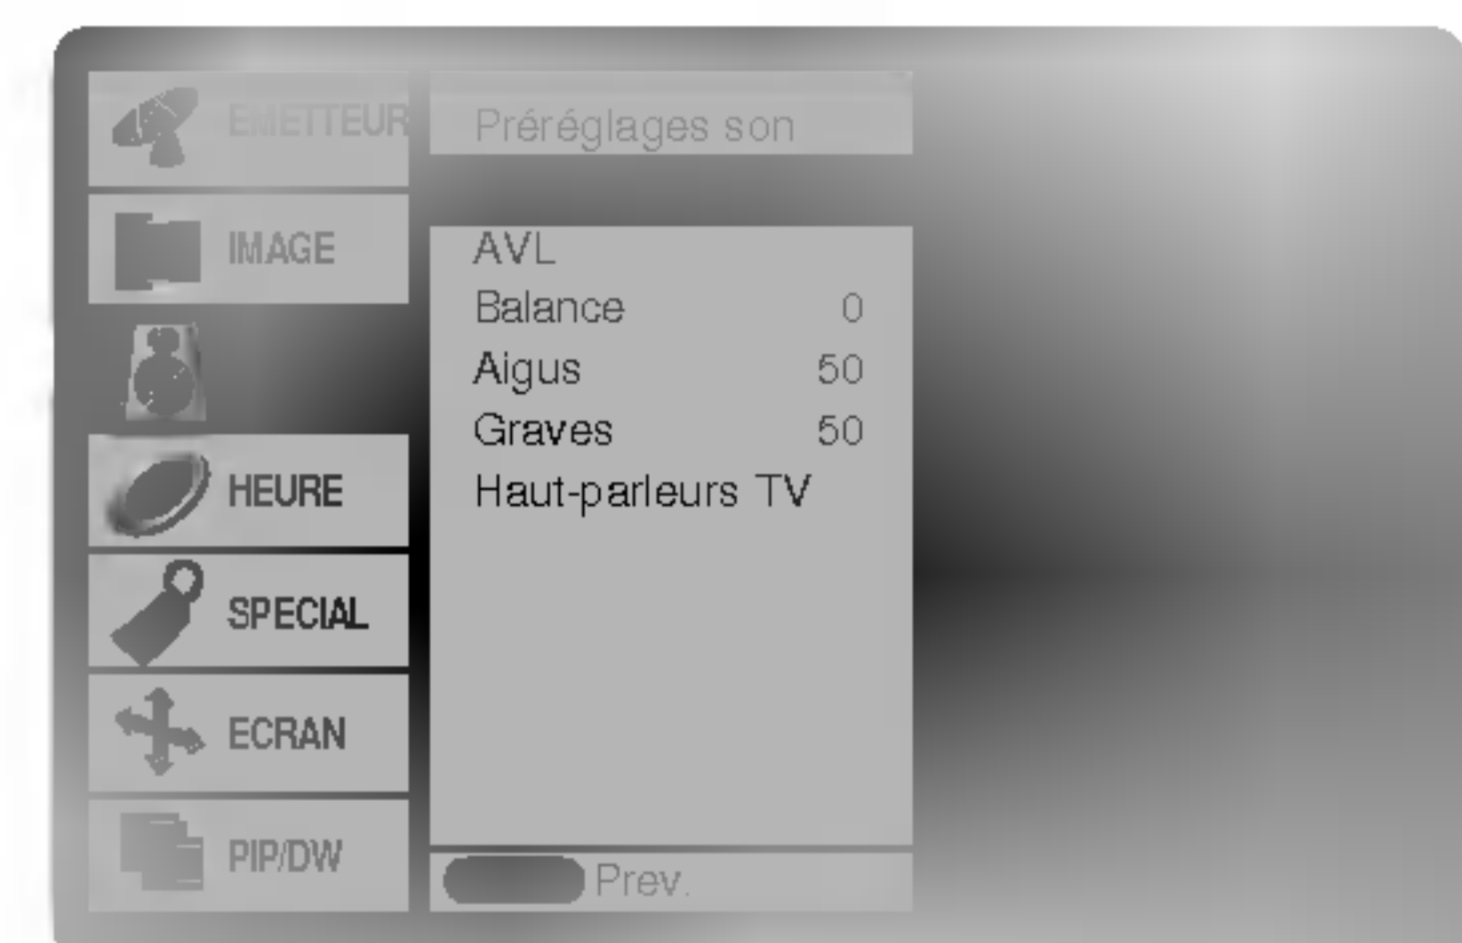 EMETTEUR
IMAGE
HEURE
SPECIAL
ECRAN
PIP/DW
Préréglages son
AVL
Balance 0
Aigus 50
Graves 50
Haut-parleurs TV
Prev.